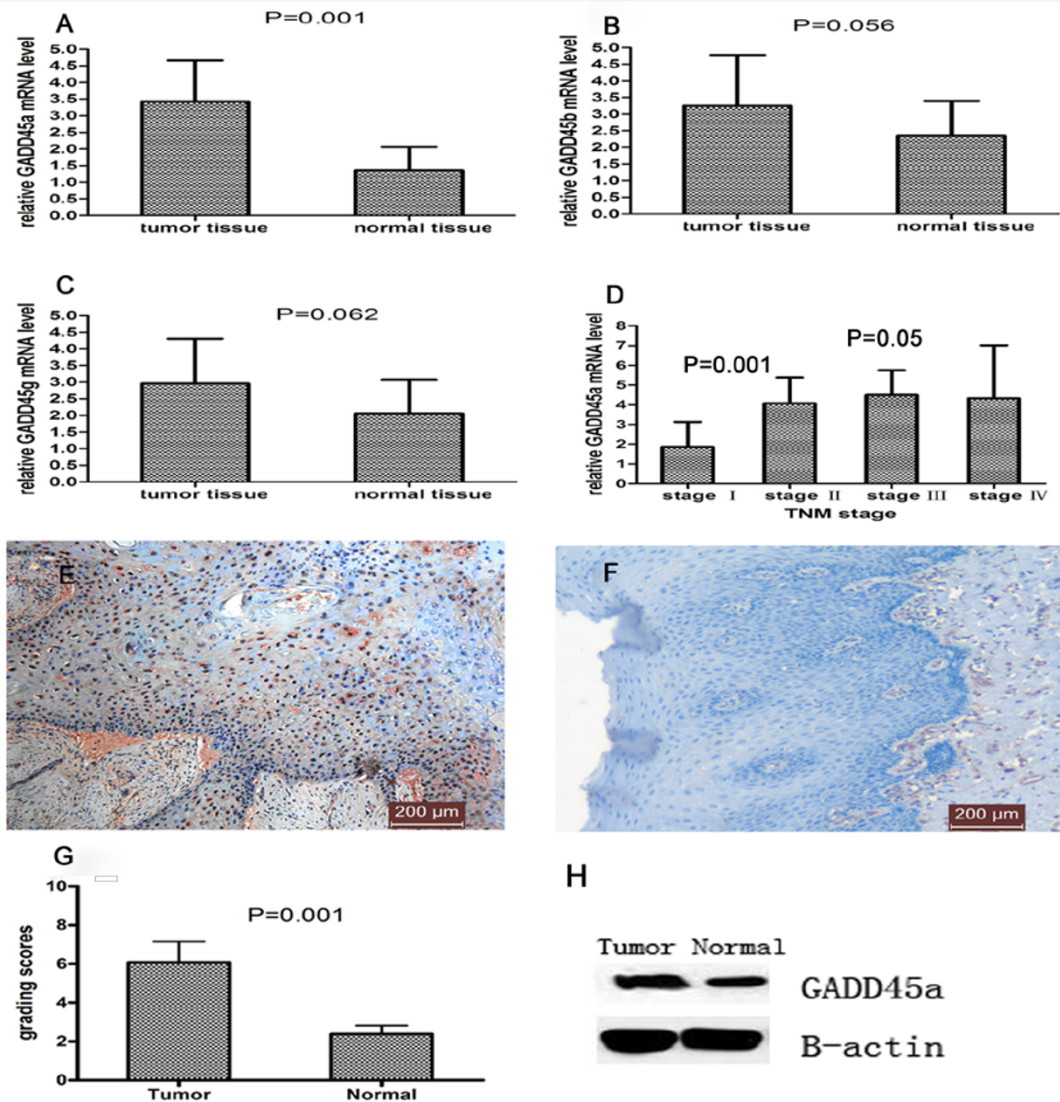 A
P=0.001
relative GADD45a mRNA level
5.0
4.5
4.0
3.5
3.0
2.5
2.0
1.5
1.0
0.5
0.0
tumor tissue normal tissue
B
P=0.056
relative GADD45b mRNA level
5.0
4.5
4.0
3.5
3.0
2.5
2.0
1.5
1.0
0.5
0.0
tumor tissue normal tissue
C
P=0.062
relative GADD45g mRNA level
5.0
4.5
4.0
3.5
3.0
2.5
2.0
1.5
1.0
0.5
0.0
tumor tissue normal tissue
D
P=0.001
P=0.05
relative GADD45a mRNA level
8
7
6
5
4
3
2
1
0
stage I stage II stage III stage IV
TNM stage
E
200 µm
F
200 µm
G
P=0.001
grading scores
10
8
6
4
2
0
Tumor Normal
H
Tumor Normal
GADD45a
B-actin